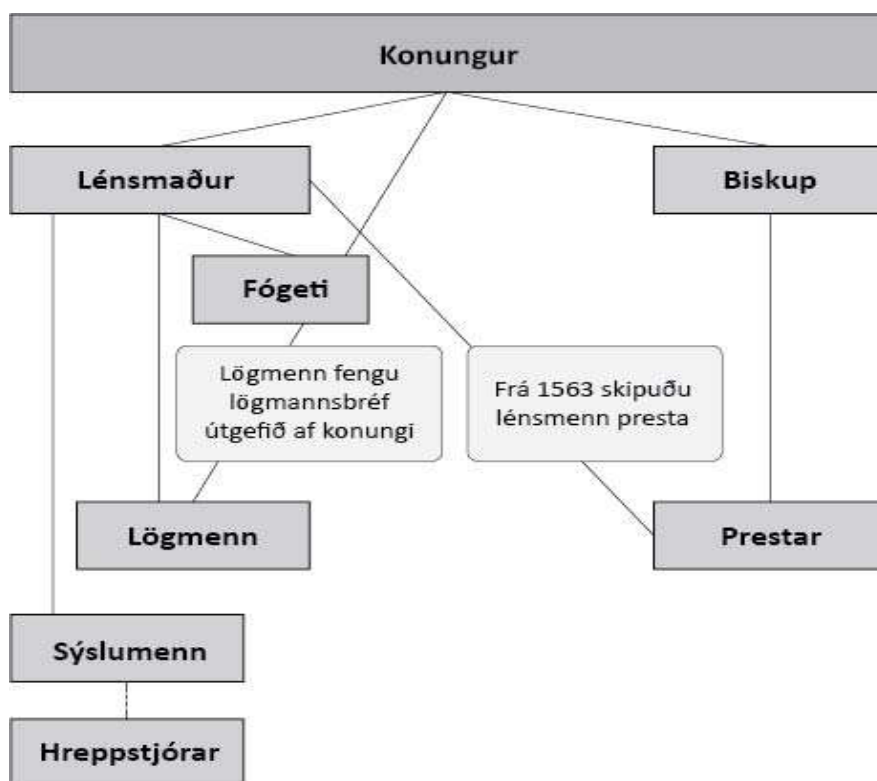 Konungur
Lénsmaður
Biskup
Fógeti
Lögmenn fengu
lögmannsbréf
útgefið af konungi
Frá 1563 skipuðu
lénsmenn presta
Lögmenn
Prestar
Sýslumenn
Hreppstjórar